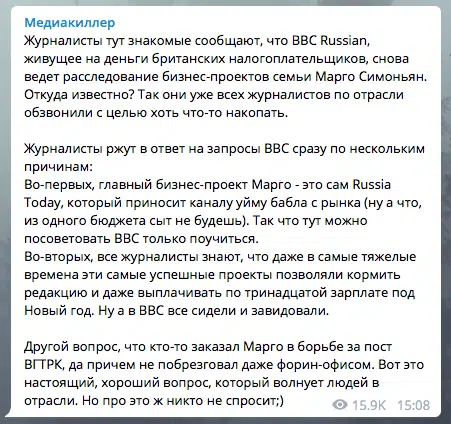 Медиакиллер
Журналисты тут знакомые сообщают, что BBC Russian,
живущее на деньги британских налогоплательщиков, снова
ведет расследование бизнес-проектов семьи Марго Симоньян.
Откуда известно? Так они уже всех журналистов по отрасли
обзвонили с целью хоть что-то накопать.
Журналисты ржут в ответ на запросы BBC сразу по нескольким
причинам:
Во-первых, главный бизнес-проект Марго - это сам Russia
Today, который приносит каналу уйму бабла с рынка (ну а что,
из одного бюджета сыт не будешь). Так что тут можно
посоветовать BBC только поучиться.
Во-вторых, все журналисты знают, что даже в самые тяжелые
времена эти самые успешные проекты позволяли кормить
редакцию и даже выплачивать по тринадцатой зарплате под
Новый год. Ну а в BBC все сидели и завидовали.
Другой вопрос, что кто-то заказал Марго в борьбе за пост
ВГТРК, да причем не побрезговал даже форин-офисом. Вот это
настоящий, хороший вопрос, который волнует людей в
отрасли. Но про это ж никто не спросит;)
15.9K 15:08